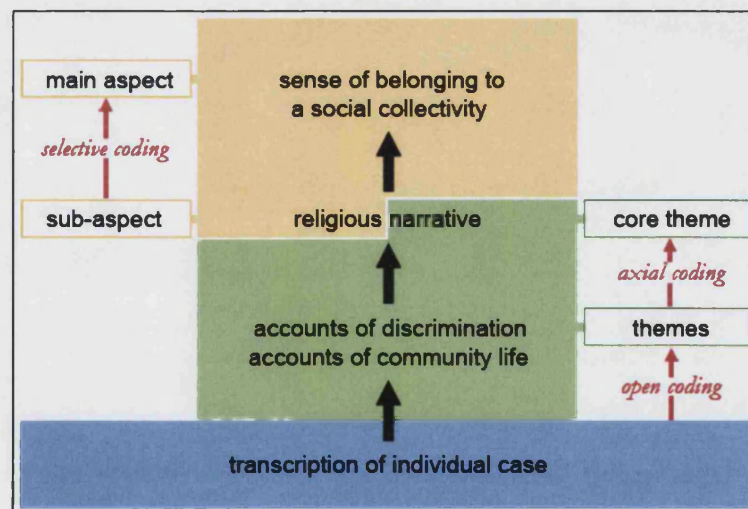 main aspect
sense of belonging to
a social collectivity
selective coding
sub-aspect
religious narrative
core theme
axial coding
accounts of discrimination
accounts of community life
themes
open coding
transcription of individual case